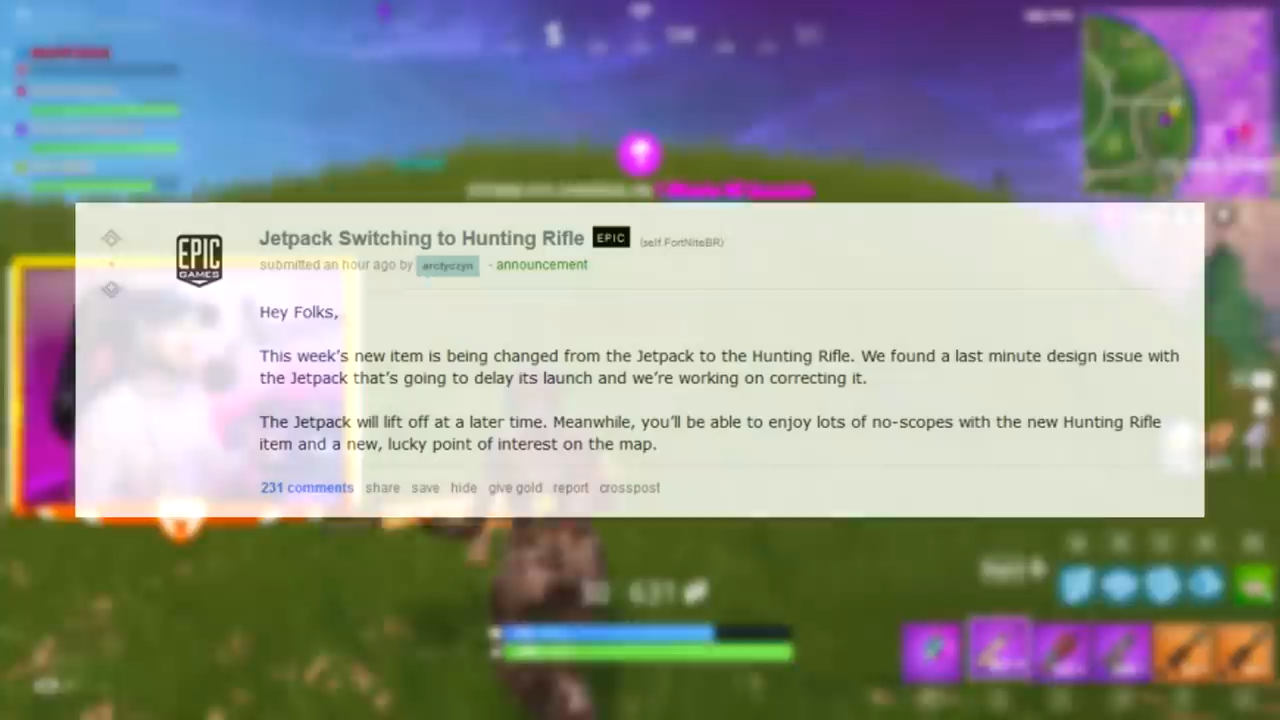 Jetpack Switching to Hunting Rifle EPIC (self.FortNiteBR)
EPIC
GAMES
submitted an hour ago by arctyczyn - announcement
Hey Folks,
This week’s new item is being changed from the Jetpack to the Hunting Rifle. We found a last minute design issue with
the Jetpack that’s going to delay its launch and we’re working on correcting it.
The Jetpack will lift off at a later time. Meanwhile, you’ll be able to enjoy lots of no-scopes with the new Hunting Rifle
item and a new, lucky point of interest on the map.
231 comments share save hide give gold report crosspost